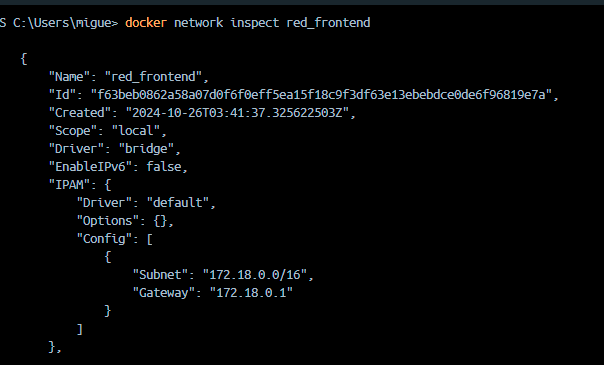 S C:\Users\migue> docker network inspect red_frontend
{
"Name": "red_frontend",
"Id": "f63beb0862a58a07d0f6f0eff5ea15f18c9f3df63e13ebebdce0de6f96819e7a",
"Created": "2024-10-26T03:41:37.325622503Z",
"Scope": "local",
"Driver": "bridge",
"EnableIPv6": false,
"IPAM": {
"Driver": "default",
"Options": {},
"Config": [
{
"Subnet": "172.18.0.0/16",
"Gateway": "172.18.0.1"
}
]
},